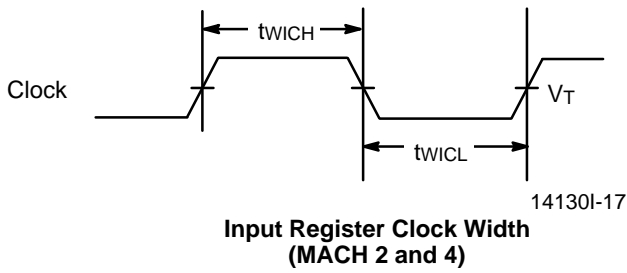 tWICH
Clock
VT
tWICL
14130I-17
Input Register Clock Width
(MACH 2 and 4)